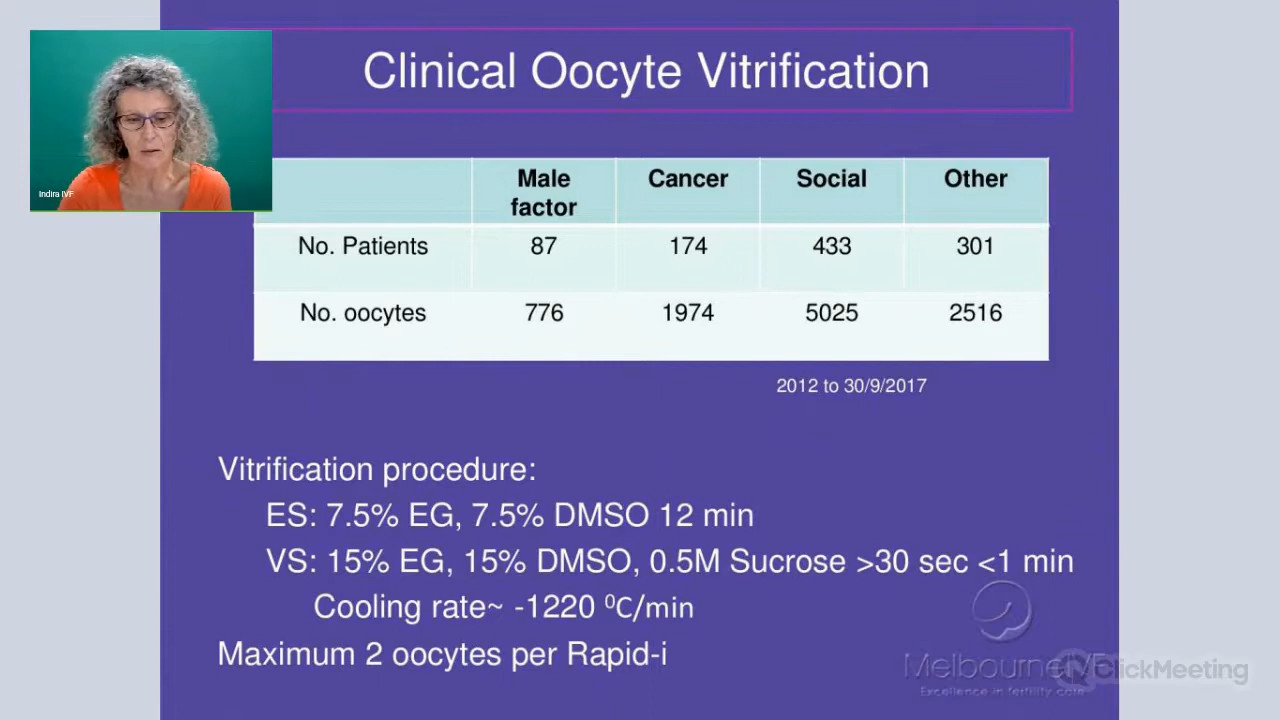 Clinical Oocyte Vitrification
Indira IVF
Male factor Cancer Social Other
No. Patients 87 174 433 301
No. oocytes 776 1974 5025 2516
2012 to 30/9/2017
Vitrification procedure:
ES: 7.5% EG, 7.5% DMSO 12 min
VS: 15% EG, 15% DMSO, 0.5M Sucrose >30 sec <1 min
Cooling rate~ -1220 ⁰C/min
Maximum 2 oocytes per Rapid-i
MelbourneIVF ClickMeeting
Excellence in fertility care